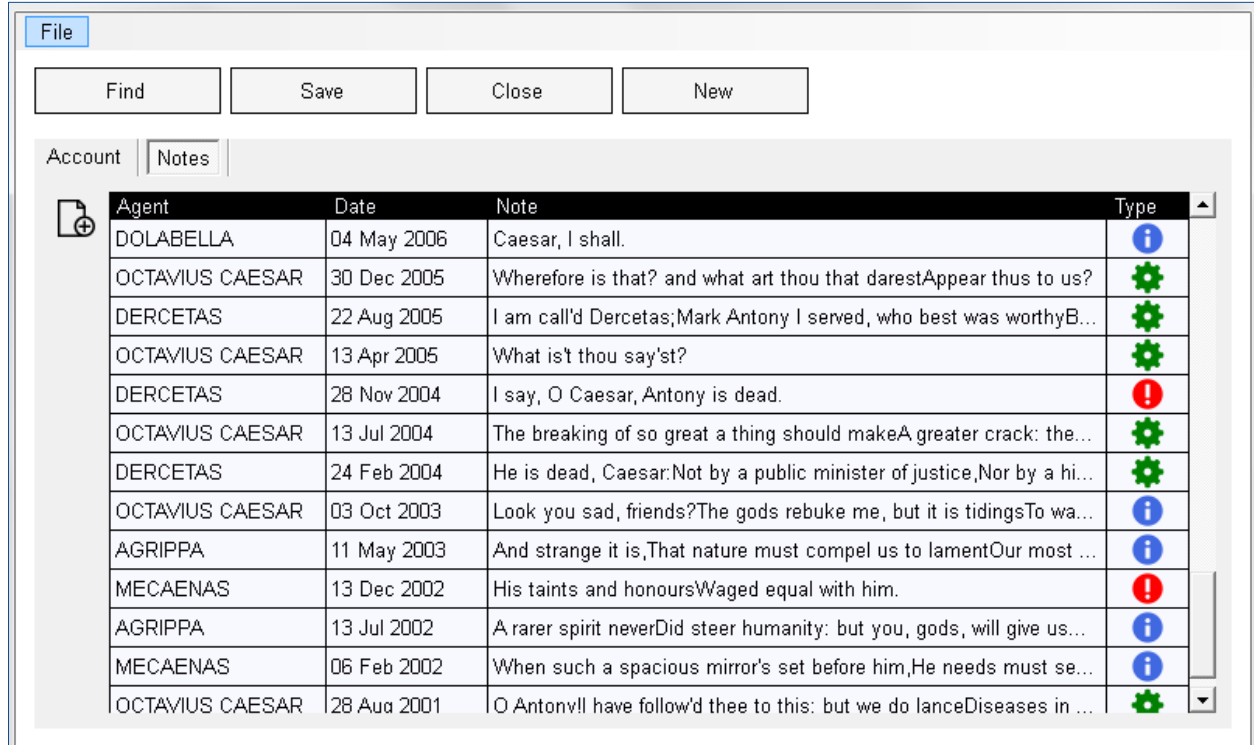 File
Find Save Close New
Account Notes
Agent Date Note Type
DOLABELLA 04 May 2006 Caesar, I shall.
OCTAVIUS CAESAR 30 Dec 2005 Wherefore is that? and what art thou that darestAppear thus to us?
DERCETAS 22 Aug 2005 I am call'd Dercetas;Mark Antony I served, who best was worthyB...
OCTAVIUS CAESAR 13 Apr 2005 What is't thou say'st?
DERCETAS 28 Nov 2004 I say, O Caesar, Antony is dead.
OCTAVIUS CAESAR 13 Jul 2004 The breaking of so great a thing should makeA greater crack: the...
DERCETAS 24 Feb 2004 He is dead, Caesar:Not by a public minister of justice,Nor by a hi...
OCTAVIUS CAESAR 03 Oct 2003 Look you sad, friends?The gods rebuke me, but it is tidingsTo wa...
AGRIPPA 11 May 2003 And strange it is,That nature must compel us to lamentOur most ...
MECAENAS 13 Dec 2002 His taints and honoursWaged equal with him.
AGRIPPA 13 Jul 2002 A rarer spirit neverDid steer humanity: but you, gods, will give us...
MECAENAS 06 Feb 2002 When such a spacious mirror's set before him,He needs must se...
OCTAVIUS CAESAR 28 Aug 2001 O Antony!I have follow'd thee to this: but we do lanceDiseases in ...